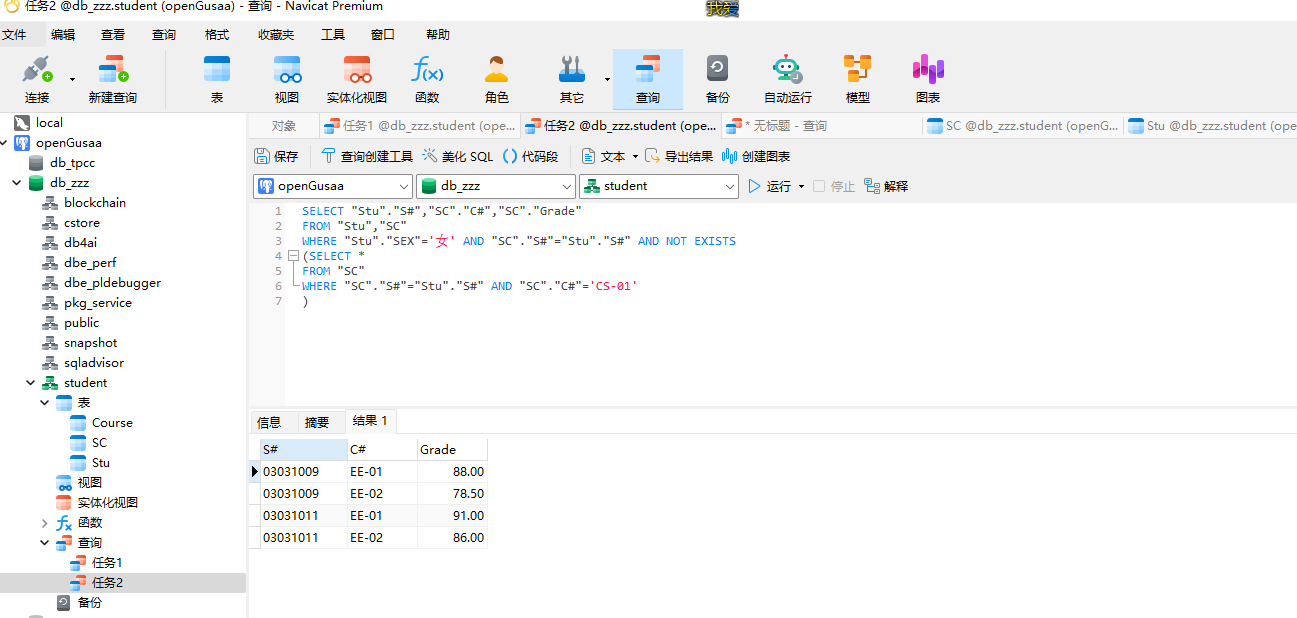 任务2 @db_zzz.student (openGusaa) - 查询 - Navicat Premium
我爱
文件 编辑 查看 查询 格式 收藏夹 工具 窗口 帮助
连接 新建查询 表 视图 实体化视图 函数 角色 其它 查询 备份 自动运行 模型 图表
local
openGusaa
db_tpcc
db_zzz
blockchain
cstore
db4ai
dbe_perf
dbe_pldebugger
pkg_service
public
snapshot
sqladvisor
student
表
Course
SC
Stu
视图
实体化视图
函数
查询
任务1
任务2
备份
对象 任务1 @db_zzz.student (ope... 任务2 @db_zzz.student (ope... * 无标题 - 查询 SC @db_zzz.student (openG... Stu @db_zzz.student (ope
保存 查询创建工具 美化 SQL 代码段 文本 导出结果 创建图表
openGusaa db_zzz student 运行 停止 解释
1 SELECT "Stu"."S#","SC"."C#","SC"."Grade"
2 FROM "Stu","SC"
3 WHERE "Stu"."SEX"='女' AND "SC"."S#"="Stu"."S#" AND NOT EXISTS
4 (SELECT *
5 FROM "SC"
6 WHERE "SC"."S#"="Stu"."S#" AND "SC"."C#"='CS-01'
7 )
信息 摘要 结果 1
S# C# Grade
03031009 EE-01 88.00
03031009 EE-02 78.50
03031011 EE-01 91.00
03031011 EE-02 86.00